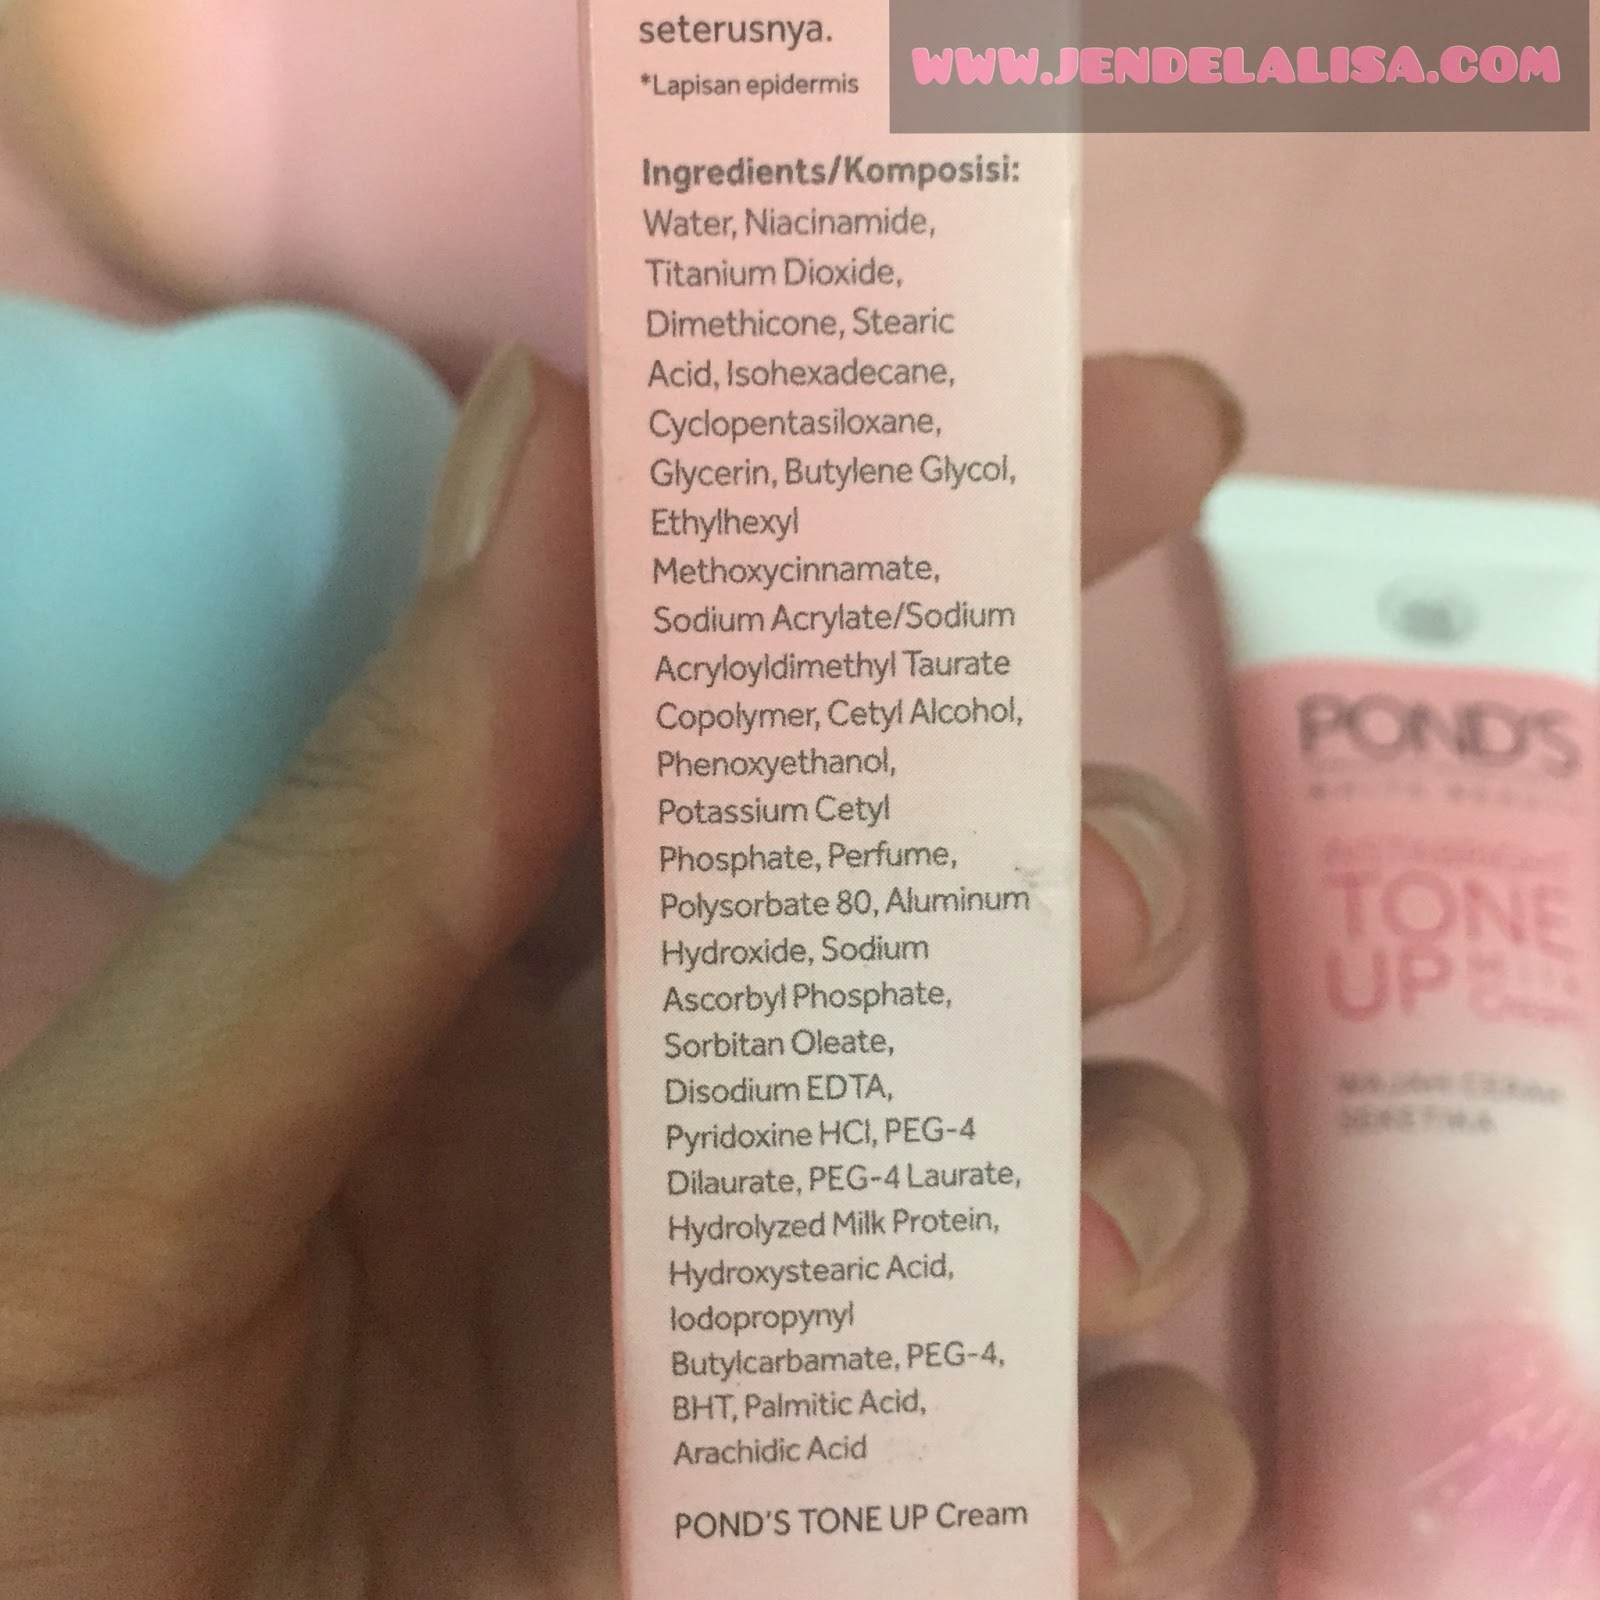 seterusnya.
*Lapisan epidermis
WWW.JENDELALISA.COM
Ingredients/Komposisi:
Water, Niacinamide,
Titanium Dioxide,
Dimethicone, Stearic
Acid, Isohexadecane,
Cyclopentasiloxane,
Glycerin, Butylene Glycol,
Ethylhexyl
Methoxycinnamate,
Sodium Acrylate/Sodium
Acryloyldimethyl Taurate
Copolymer, Cetyl Alcohol,
Phenoxyethanol,
Potassium Cetyl
Phosphate, Perfume,
Polysorbate 80, Aluminum
Hydroxide, Sodium
Ascorbyl Phosphate,
Sorbitan Oleate,
Disodium EDTA,
Pyridoxine HCl, PEG-4
Dilaurate, PEG-4 Laurate,
Hydrolyzed Milk Protein,
Hydroxystearic Acid,
Iodopropynyl
Butylcarbamate, PEG-4,
BHT, Palmitic Acid,
Arachidic Acid
POND'S TONE UP Cream
POND'S
TONE
UP
Cream